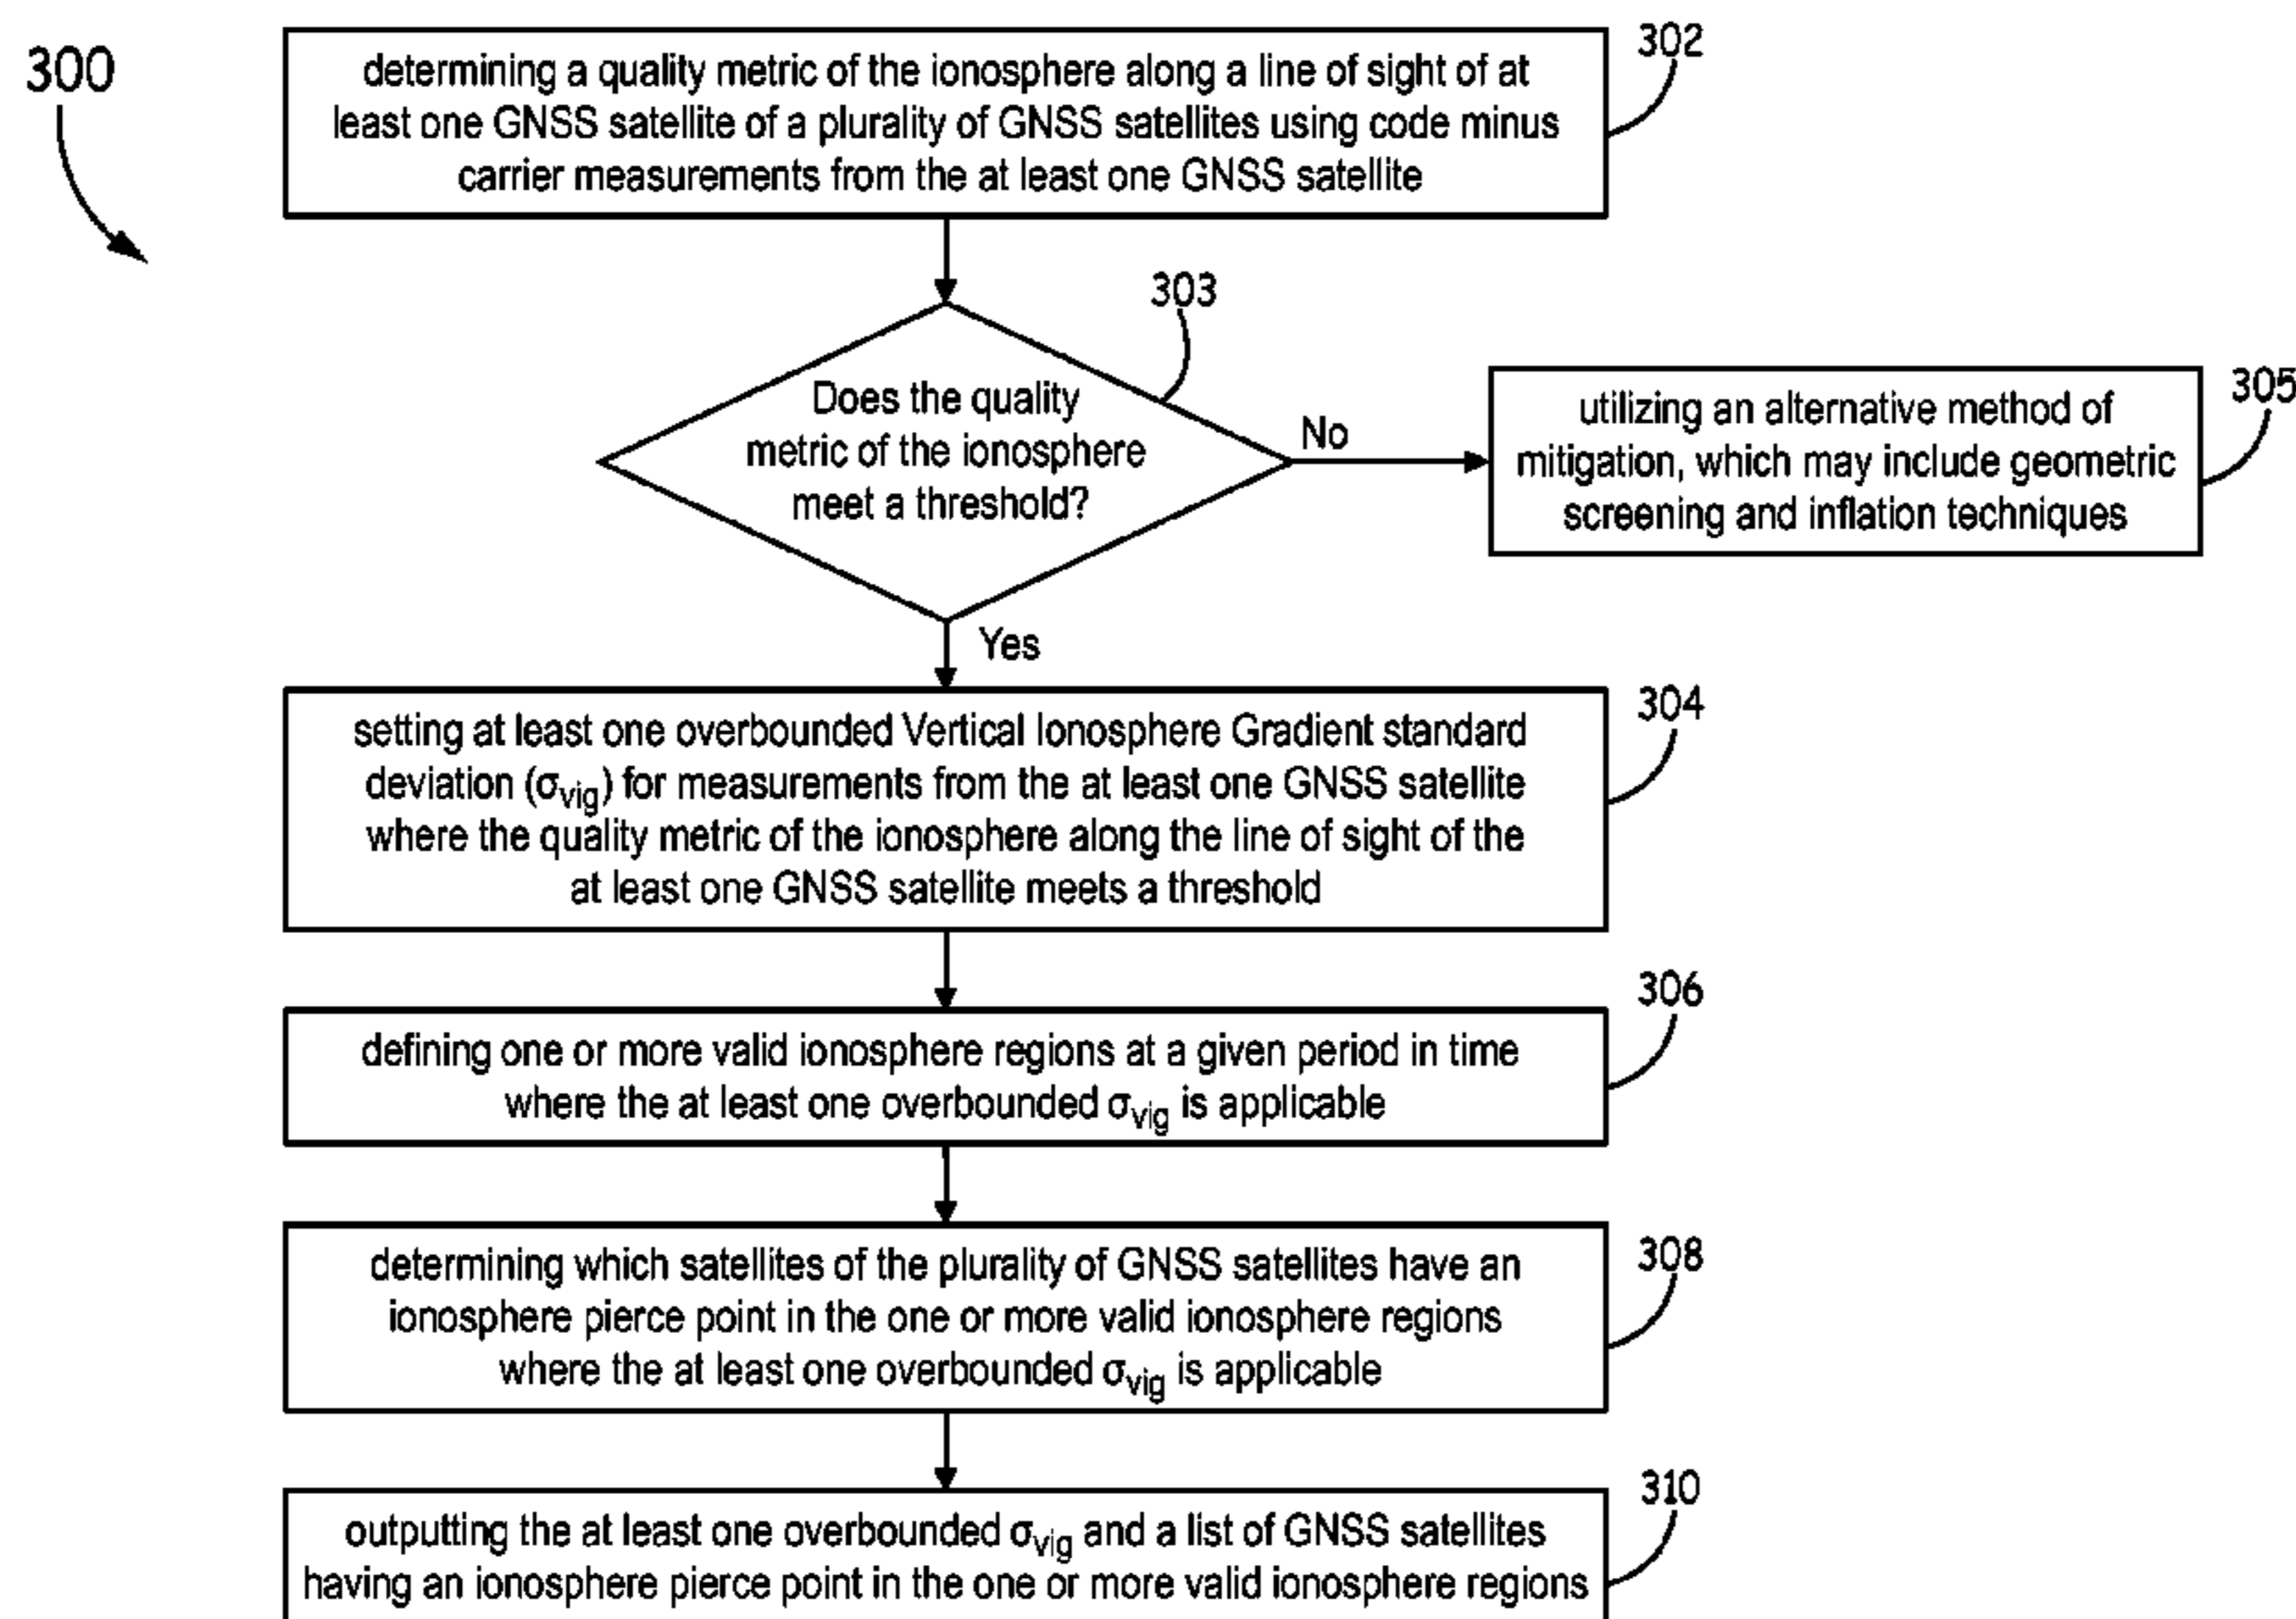 300
determining a quality metric of the ionosphere along a line of sight of at
least one GNSS satellite of a plurality of GNSS satellites using code minus
carrier measurements from the at least one GNSS satellite
302
303
Does the quality
metric of the ionosphere
meet a threshold?
No
utilizing an alternative method of
mitigation, which may include geometric
screening and inflation techniques
305
Yes
setting at least one overbounded Vertical Ionosphere Gradient standard
deviation (σvig) for measurements from the at least one GNSS satellite
where the quality metric of the ionosphere along the line of sight of the
at least one GNSS satellite meets a threshold
304
defining one or more valid ionosphere regions at a given period in time
where the at least one overbounded σvig is applicable
306
determining which satellites of the plurality of GNSS satellites have an
ionosphere pierce point in the one or more valid ionosphere regions
where the at least one overbounded σvig is applicable
308
outputting the at least one overbounded σvig and a list of GNSS satellites
having an ionosphere pierce point in the one or more valid ionosphere regions
310